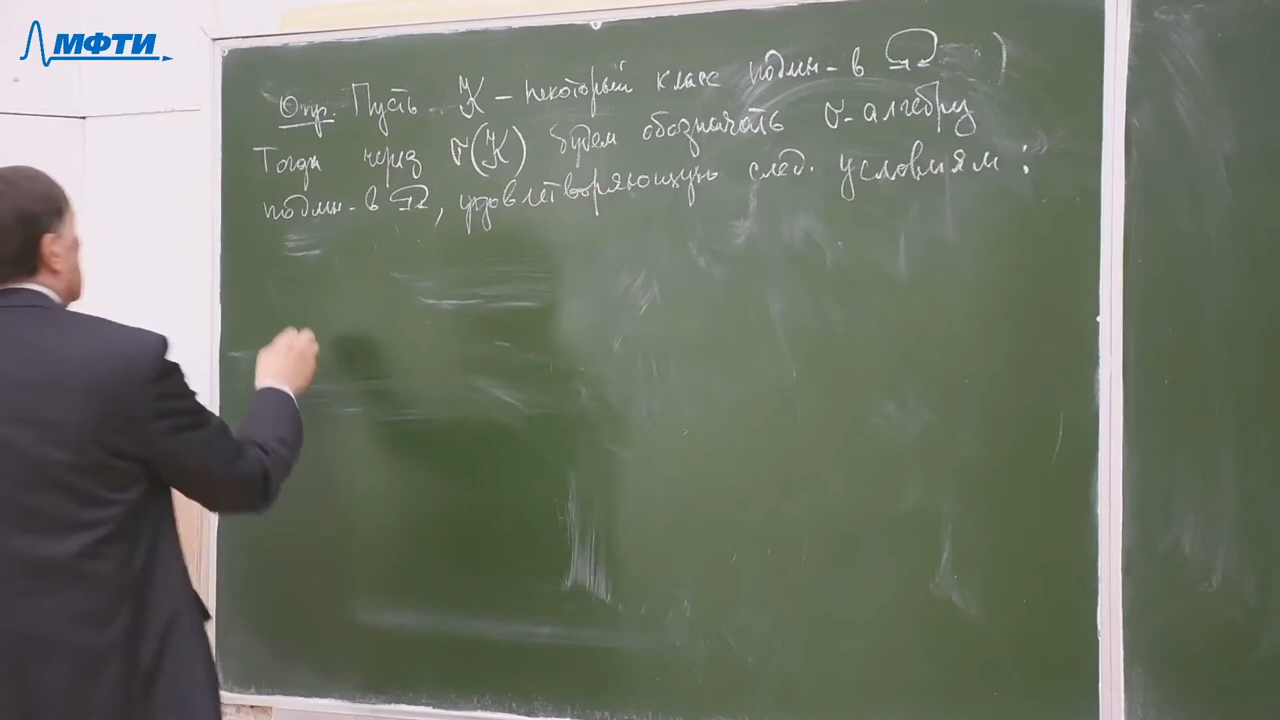 МФТИ
Опр. Пусть 𝒦 – некоторый класс подмн-в Ω
Тогда через σ(𝒦) будем обозначать σ-алгебру
подмн-в Ω, удовлетворяющую след. условиям: